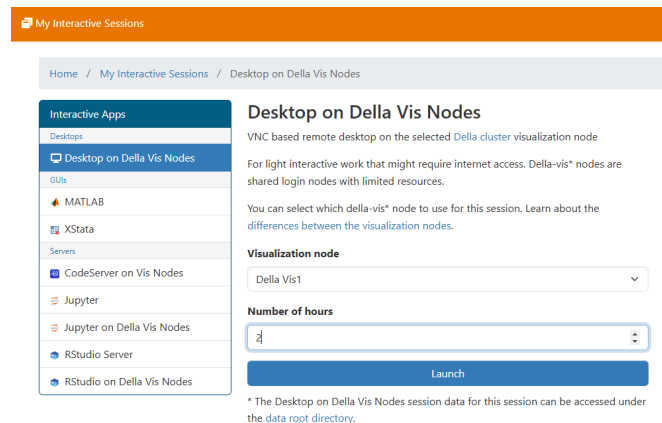 My Interactive Sessions
Home / My Interactive Sessions / Desktop on Della Vis Nodes
Interactive Apps
Desktops
Desktop on Della Vis Nodes
GUIs
MATLAB
XStata
Servers
CodeServer on Vis Nodes
Jupyter
Jupyter on Della Vis Nodes
RStudio Server
RStudio on Della Vis Nodes
Desktop on Della Vis Nodes
VNC based remote desktop on the selected Della cluster visualization node
For light interactive work that might require internet access. Della-vis* nodes are
shared login nodes with limited resources.
You can select which della-vis* node to use for this session. Learn about the
differences between the visualization nodes.
Visualization node
Della Vis1
Number of hours
2
Launch
* The Desktop on Della Vis Nodes session data for this session can be accessed under
the data root directory.